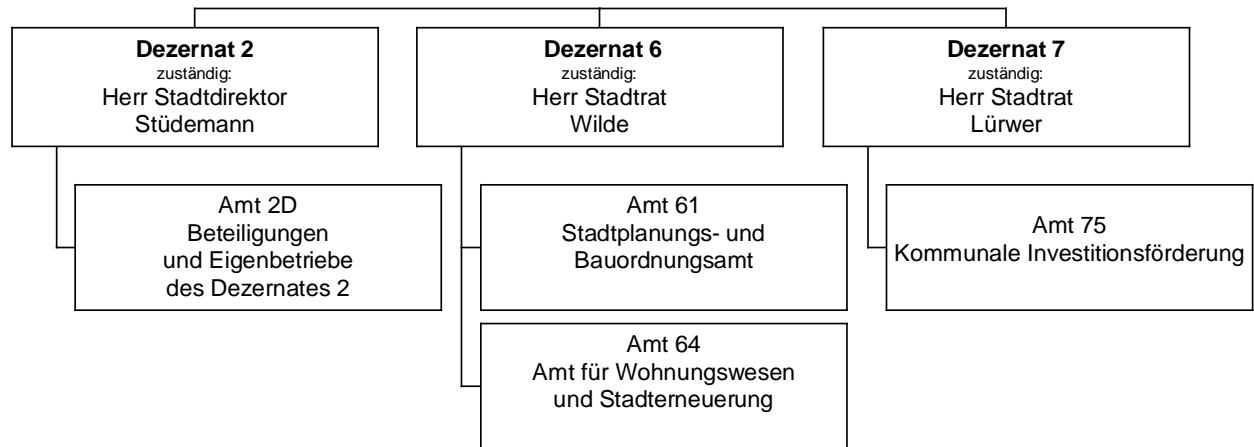 Dezernat 2
zuständig:
Herr Stadtdirektor
Stüdemann
Dezernat 6
zuständig:
Herr Stadtrat
Wilde
Dezernat 7
zuständig:
Herr Stadtrat
Lürwer
Amt 2D
Beteiligungen
und Eigenbetriebe
des Dezernates 2
Amt 61
Stadtplanungs- und
Bauordnungsamt
Amt 75
Kommunale Investitionsförderung
Amt 64
Amt für Wohnungswesen
und Stadterneuerung